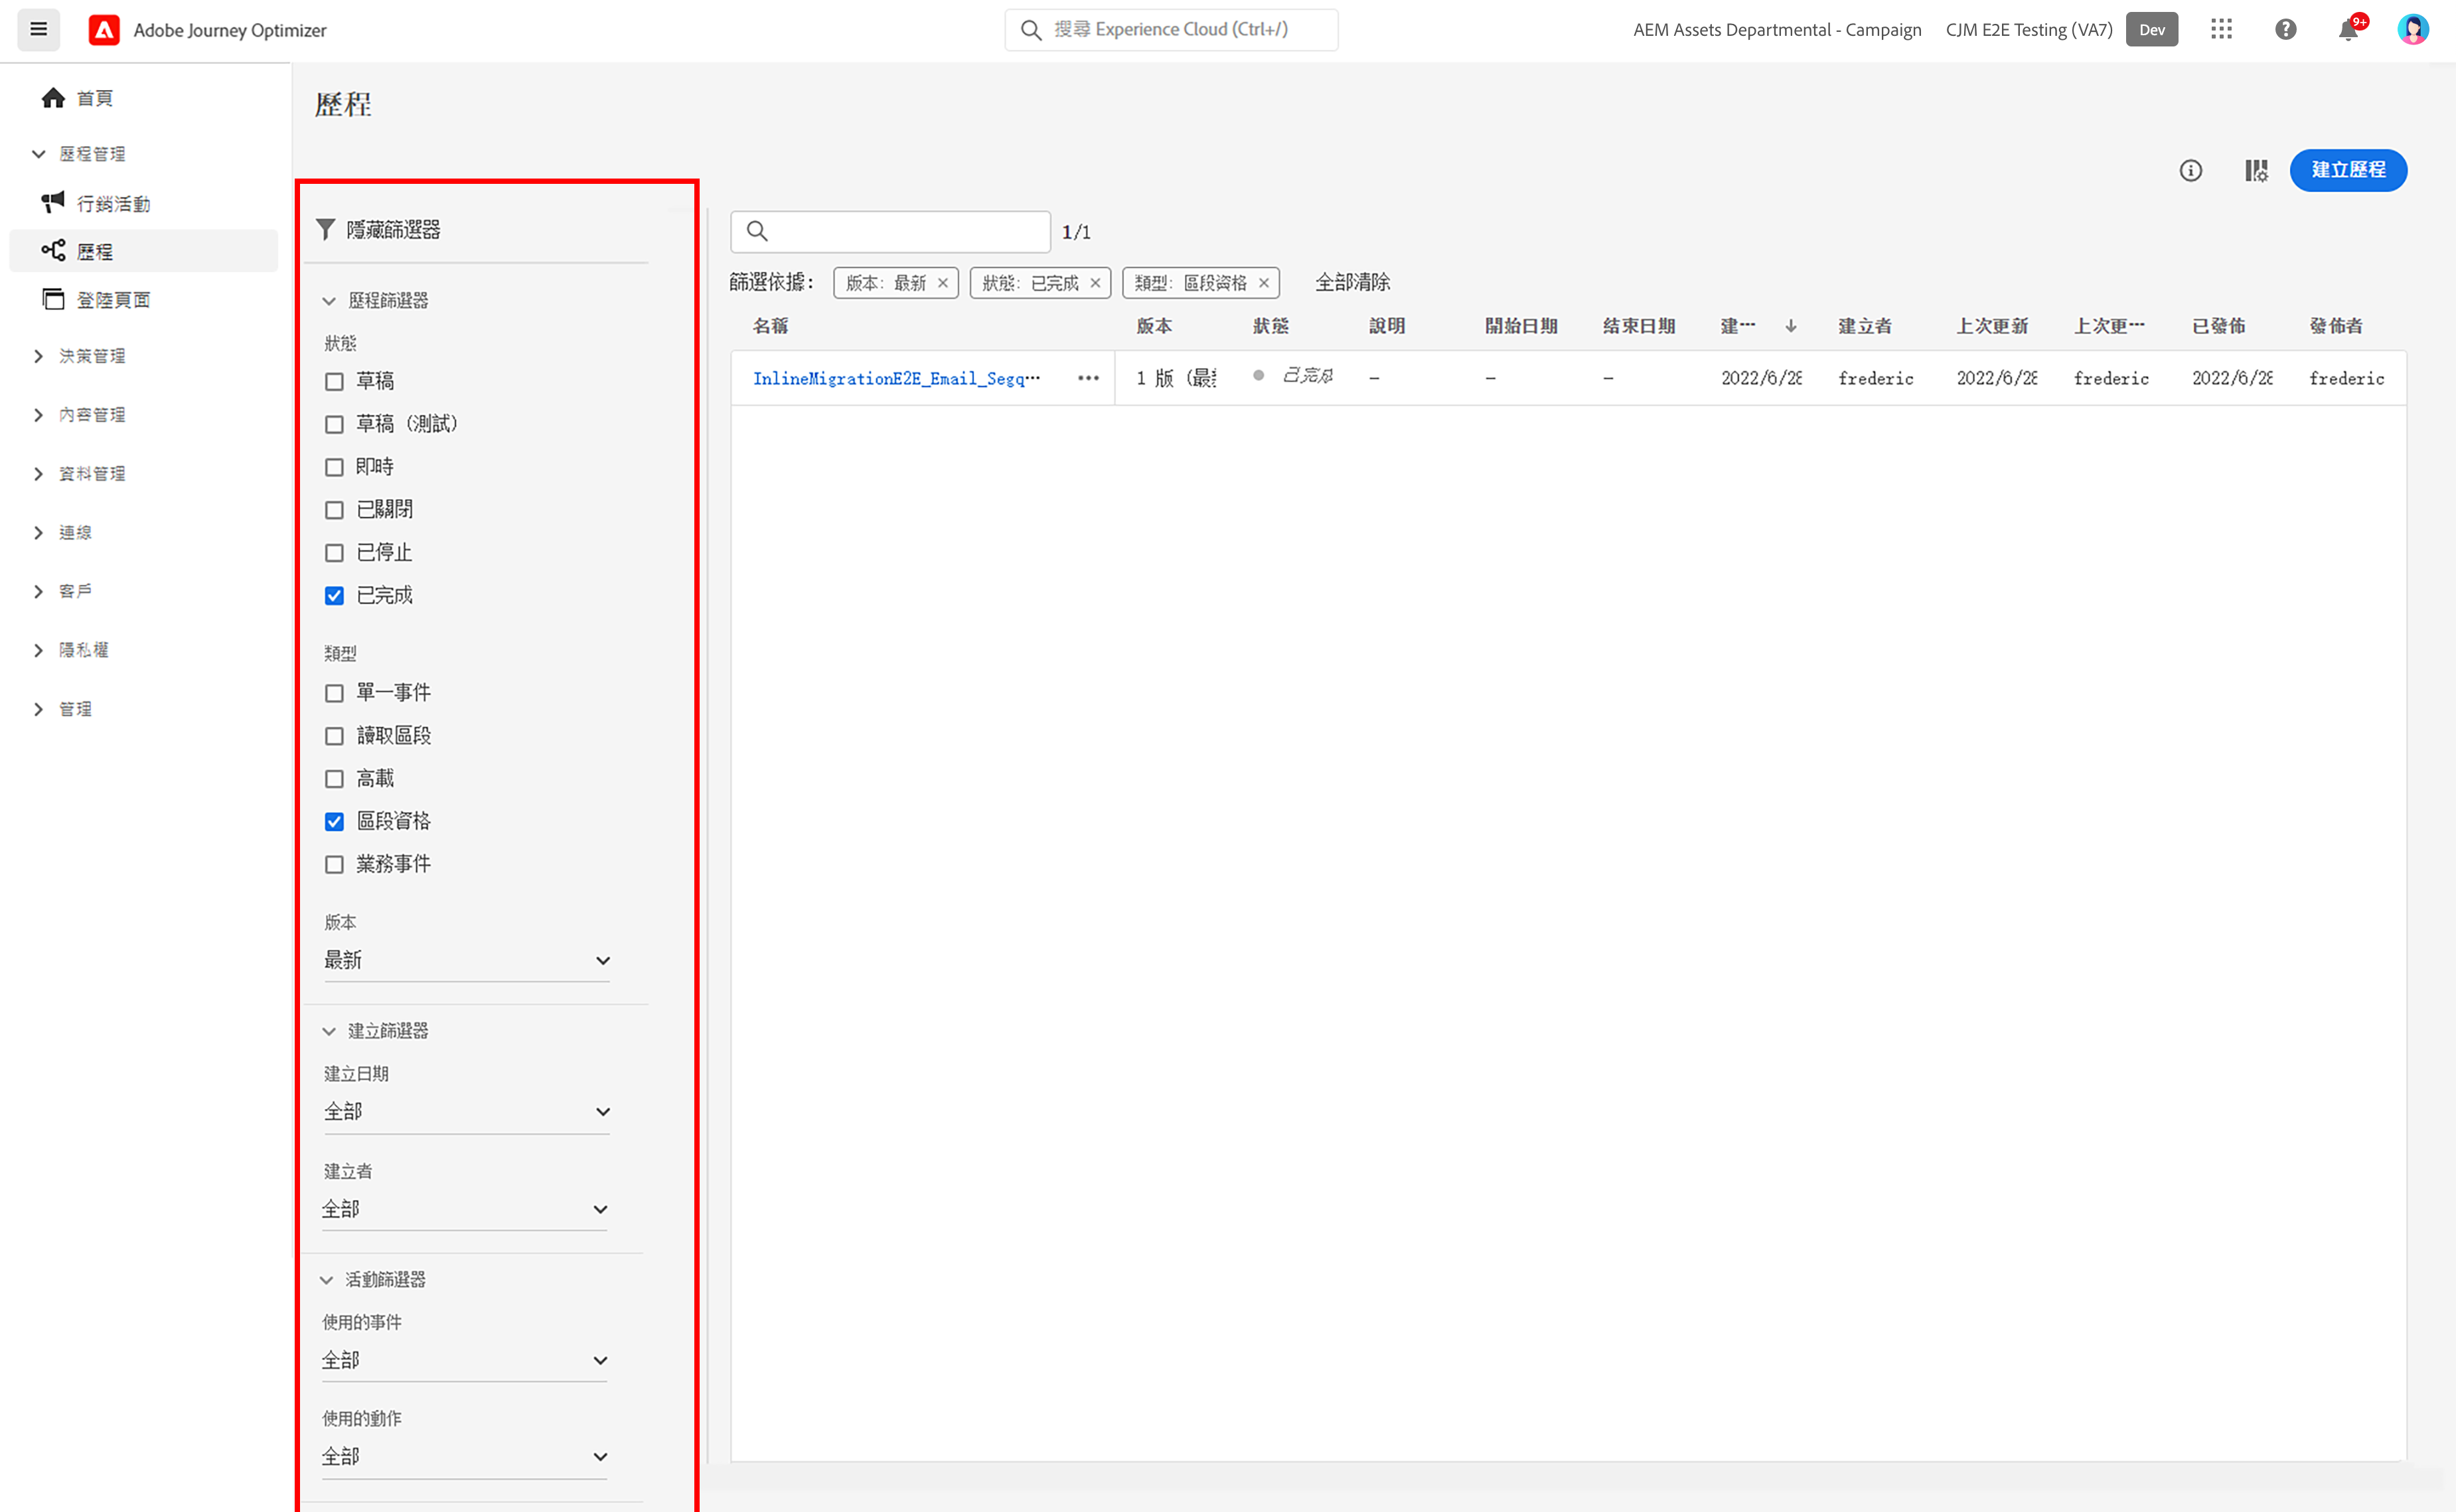 Adobe Journey Optimizer
搜尋 Experience Cloud (Ctrl+/)
AEM Assets Departmental - Campaign
CJM E2E Testing (VA7)
Dev
9+
首頁
歷程管理
行銷活動
歷程
登陸頁面
決策管理
內容管理
資料管理
連線
客戶
隱私權
管理
歷程
建立歷程
隱藏篩選器
歷程篩選器
狀態
草稿
草稿（測試）
即時
已關閉
已停止
已完成
類型
單一事件
讀取區段
高載
區段資格
業務事件
版本
最新
建立篩選器
建立日期
全部
建立者
全部
活動篩選器
使用的事件
全部
使用的動作
全部
1/1
篩選依據： 版本：最新 狀態：已完成 類型：區段資格 全部清除
名稱 版本 狀態 說明 開始日期 結束日期 建… 建立者 上次更新 上次更… 已發佈 發佈者
InlineMigrationE2E_Email_Segq… 1 版（最 已完成 – – – 2022/6/28 frederic 2022/6/28 frederic 2022/6/28 frederic